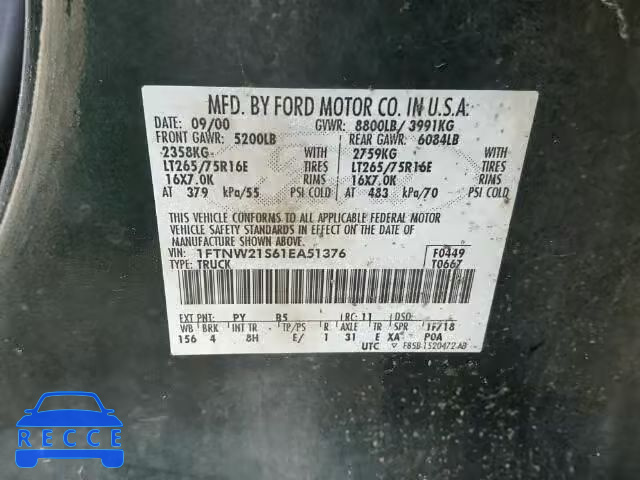 MFD. BY FORD MOTOR CO. IN U.S.A.
DATE: 09/00 GVWR: 8800LB/ 3991KG
FRONT GAWR: 5200LB REAR GAWR: 6084LB
2358KG WITH 2759KG WITH
LT265/75R16E TIRES LT265/75R16E TIRES
16X7.0K RIMS 16X7.0K RIMS
AT 379 kPa/55 PSI COLD AT 483 kPa/70 PSI COLD
THIS VEHICLE CONFORMS TO ALL APPLICABLE FEDERAL MOTOR
VEHICLE SAFETY STANDARDS IN EFFECT ON THE DATE OF
MANUFACTURE SHOWN ABOVE.
VIN: 1FTNW21S61EA51376 F0449
TYPE: TRUCK T0667
EXT PNT: PY B5 RC: 11 DSO:
WB BRK INT TR TP/PS R AXLE TR SPR 1F/18
156 4 8H E/ 1 31 E XA P0A
UTC F85B-1520472-AB
BIDFAX
RECCE